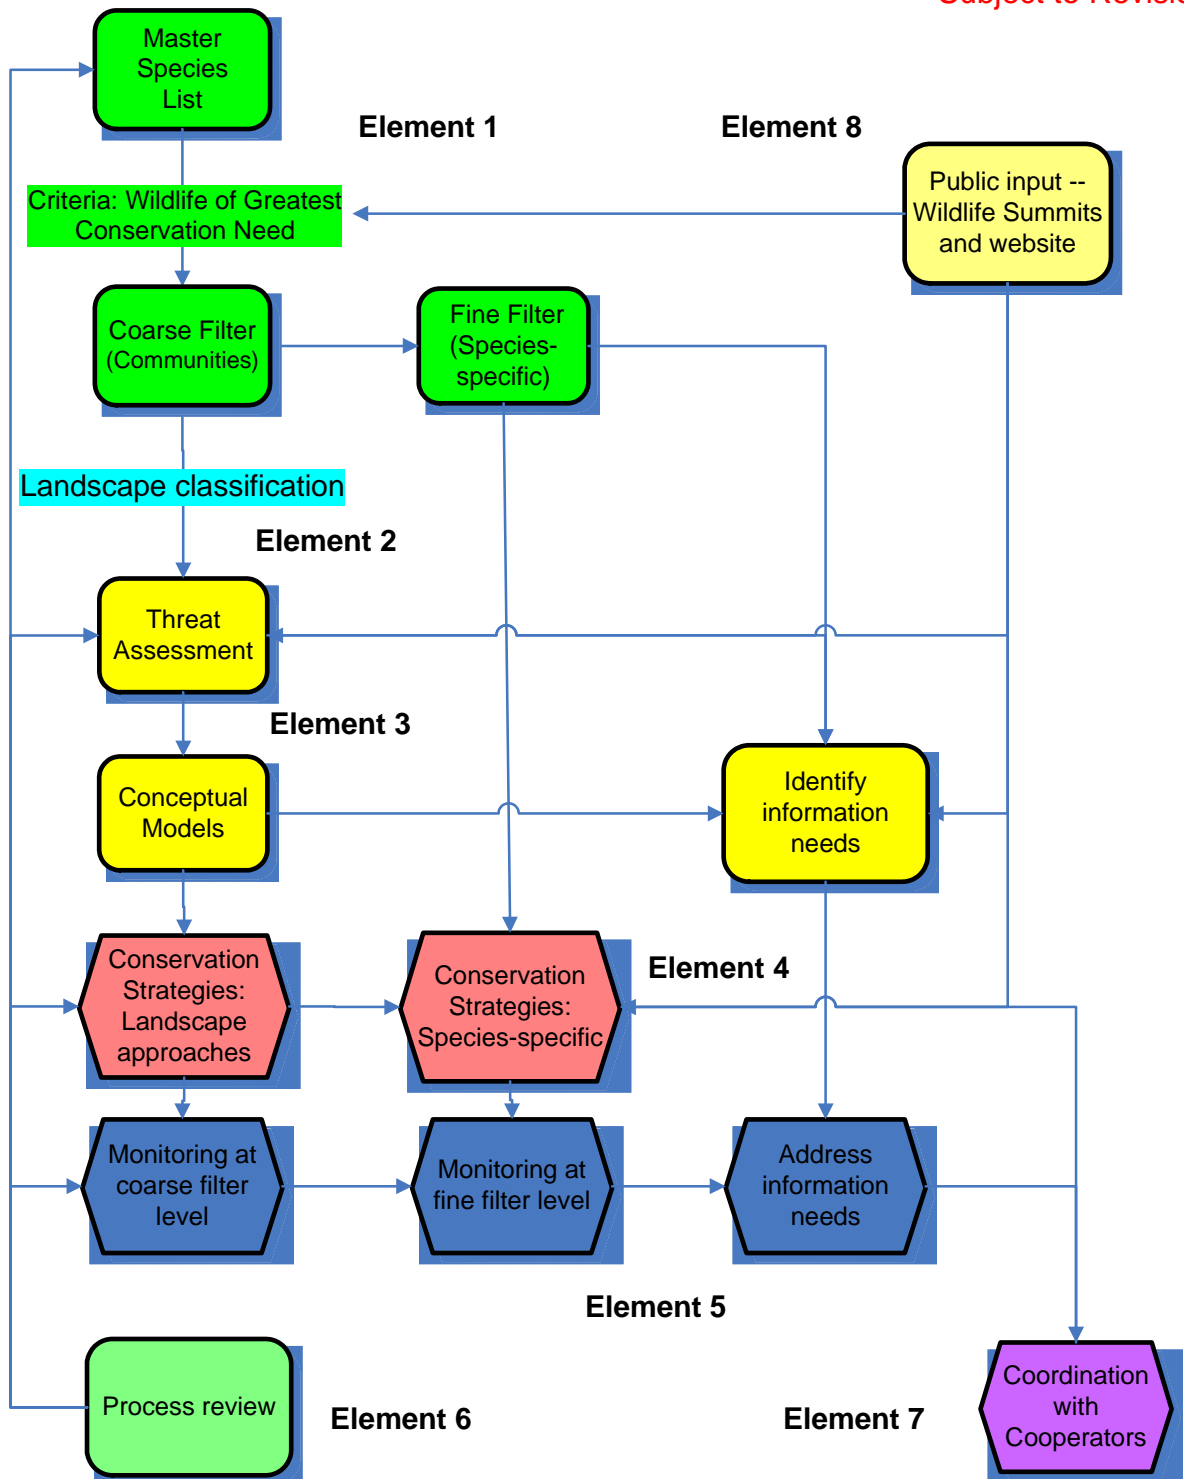 Subject to Revisio
Master
Species
List
Element 1
Element 8
Criteria: Wildlife of Greatest
Conservation Need
Public input --
Wildlife Summits
and website
Coarse Filter
(Communities)
Fine Filter
(Species-
specific)
Landscape classification
Element 2
Threat
Assessment
Element 3
Conceptual
Models
Identify
information
needs
Conservation
Strategies:
Landscape
approaches
Conservation
Strategies:
Species-specific
Element 4
Monitoring at
coarse filter
level
Monitoring at
fine filter level
Address
information
needs
Element 5
Process review
Element 6
Element 7
Coordination
with
Cooperators